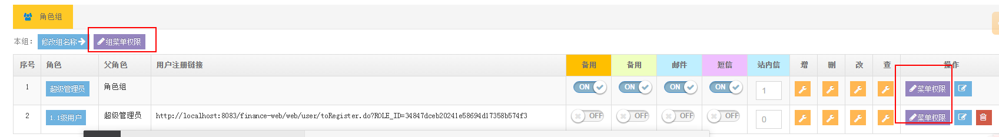 角色组
本组： 修改组名称 组菜单权限
序号 角色 父角色 用户注册链接 备用 备用 邮件 短信 站内信 增 删 改 查 操作
1 超级管理员 角色组 ON ON ON ON 1 菜单权限
2 1.1级用户 超级管理员 http://localhost:8083/finance-web/web/user/toRegister.do?ROLE_ID=34847dceb20241e58694d17358b574f3 OFF OFF OFF OFF 0 菜单权限